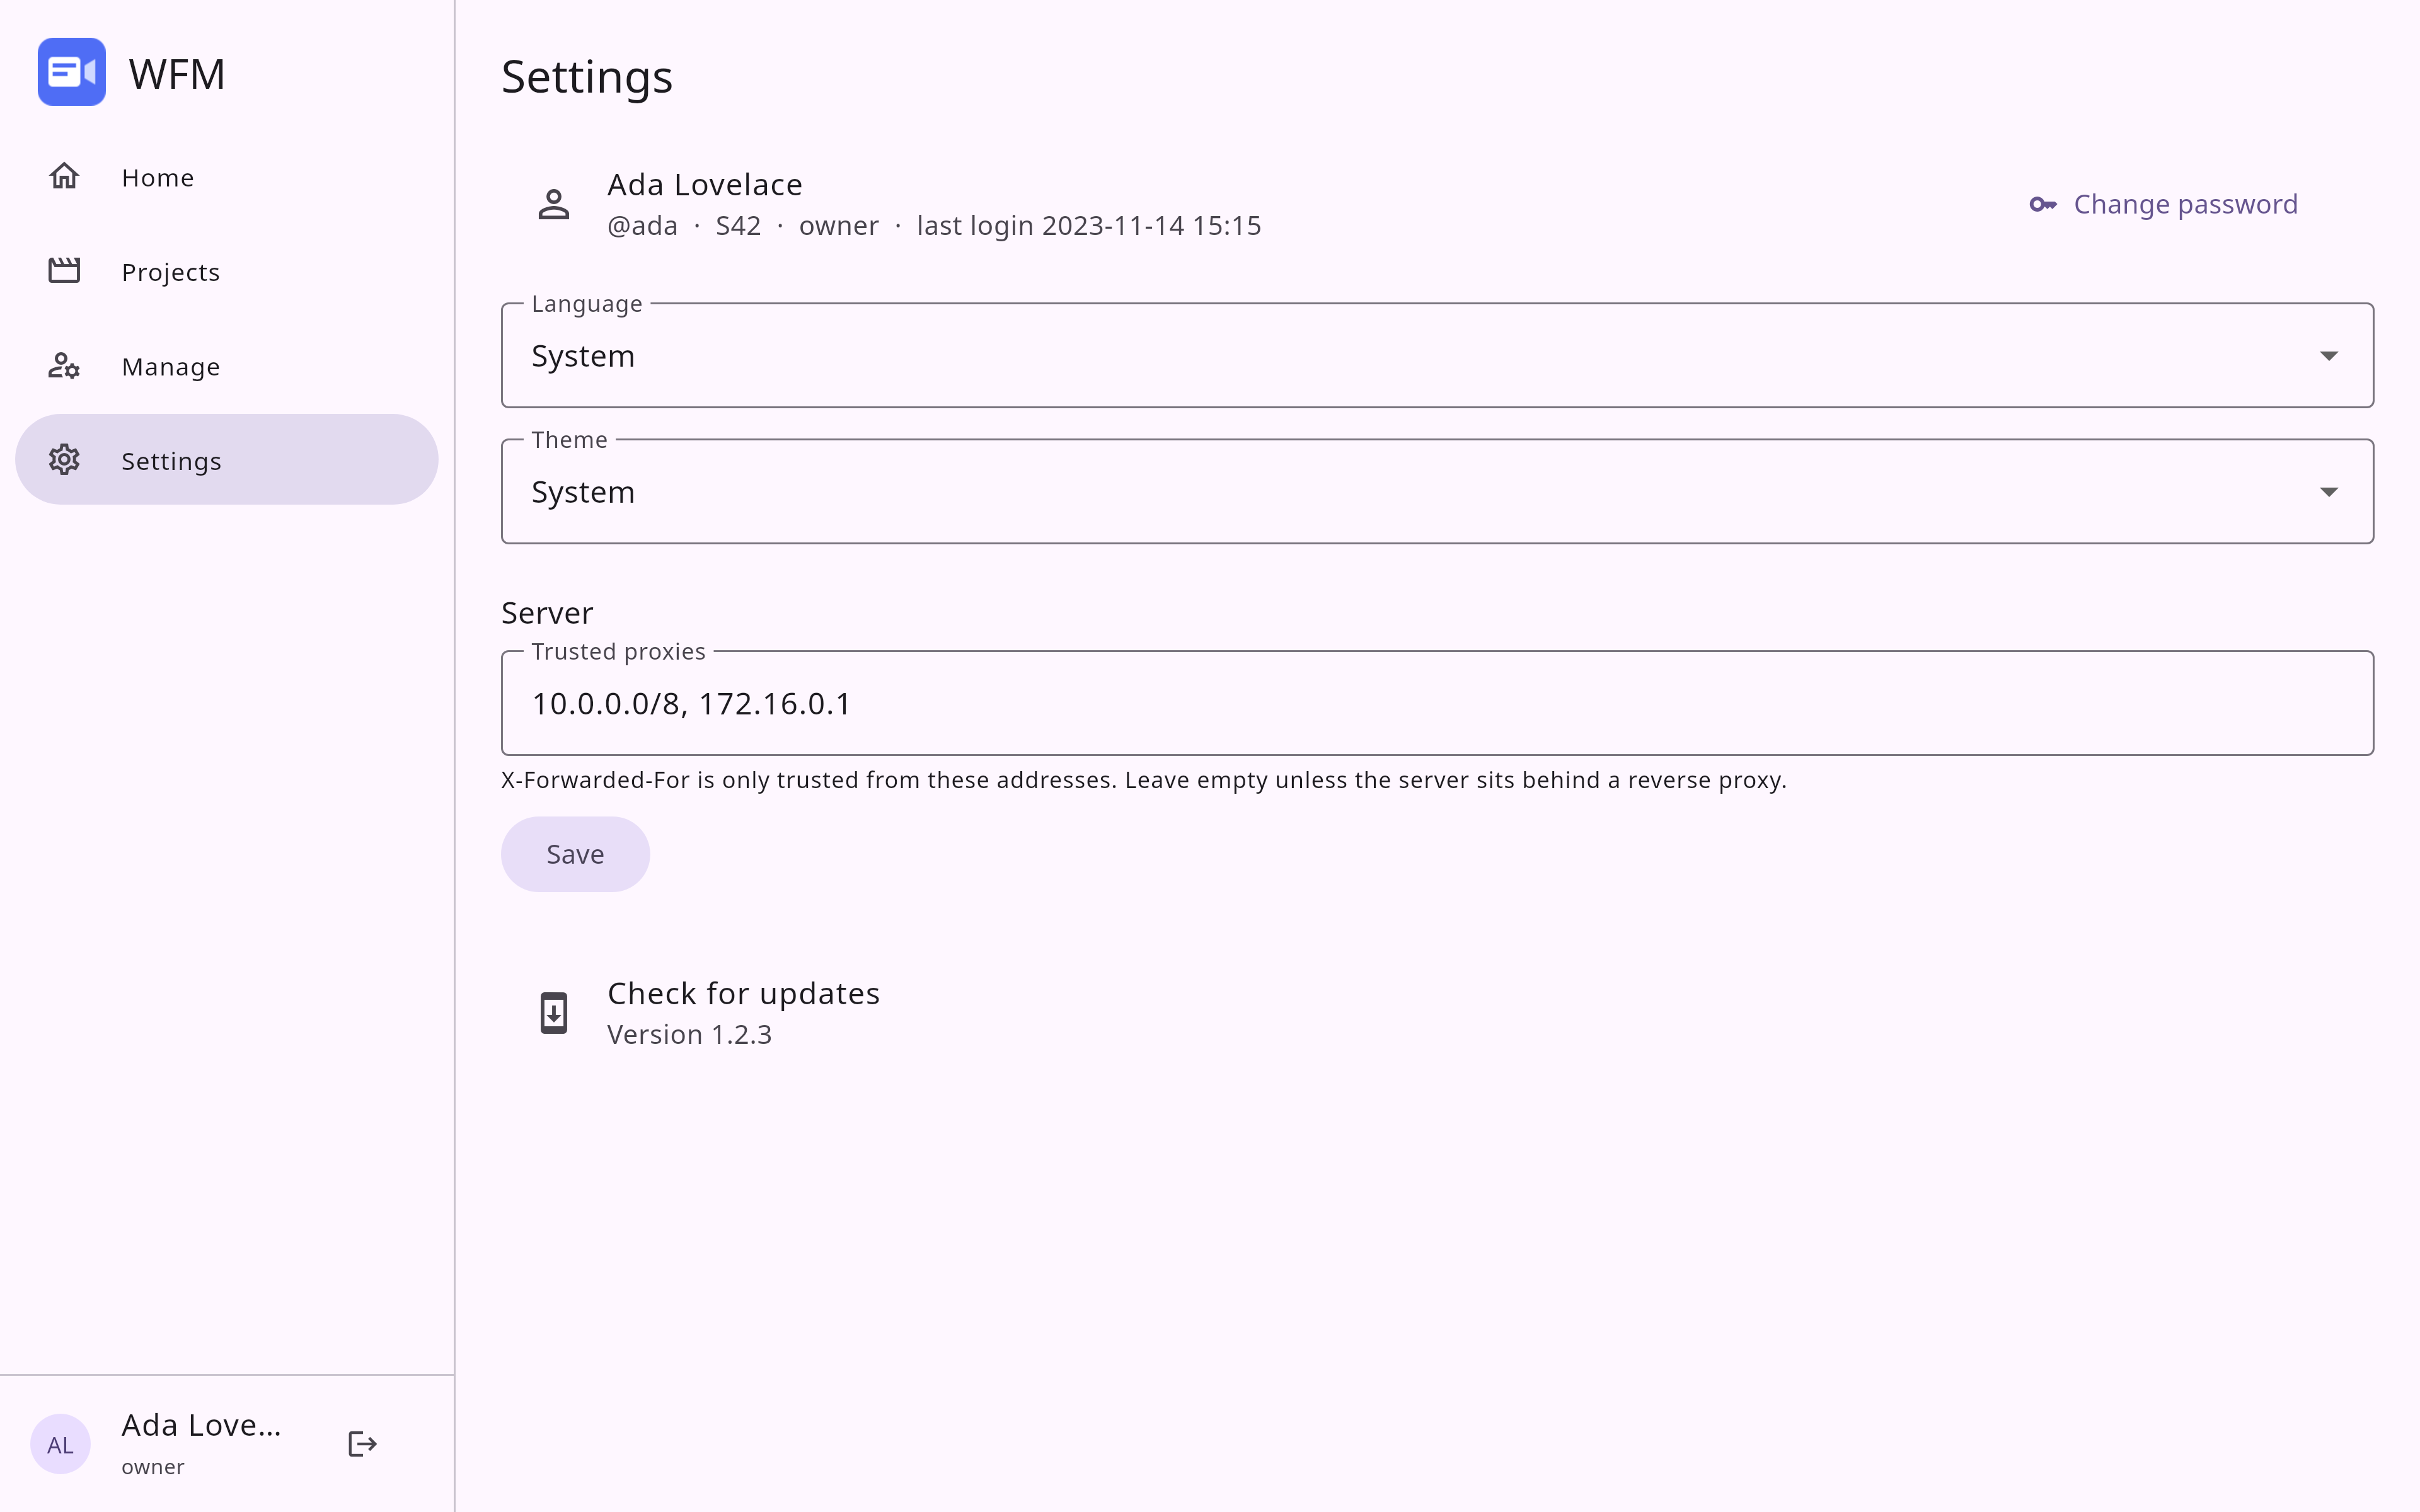 WFM
Home
Projects
Manage
Settings
Ada Love…
owner
AL
Settings
Ada Lovelace
@ada · S42 · owner · last login 2023-11-14 15:15
Change password
Language
System
Theme
System
Server
Trusted proxies
10.0.0.0/8, 172.16.0.1
X-Forwarded-For is only trusted from these addresses. Leave empty unless the server sits behind a reverse proxy.
Save
Check for updates
Version 1.2.3